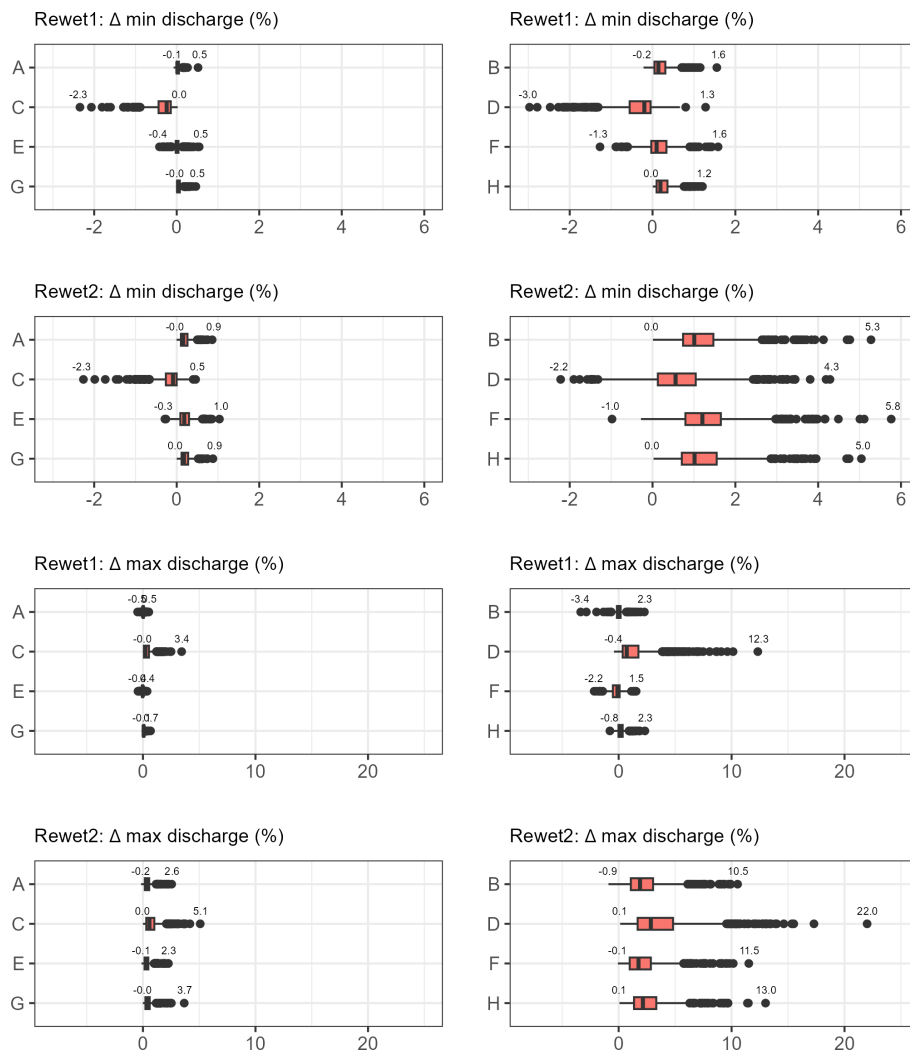 Rewet1: Δ min discharge (%)
-0.1 0.5
A
-2.3 0.0
C
-0.4 0.5
E
-0.0 0.5
G
-2 0 2 4 6
Rewet1: Δ min discharge (%)
-0.2 1.6
B
-3.0 1.3
D
-1.3 1.6
F
0.0 1.2
H
-2 0 2 4 6
Rewet2: Δ min discharge (%)
-0.0 0.9
A
-2.3 0.5
C
-0.3 1.0
E
0.0 0.9
G
-2 0 2 4 6
Rewet2: Δ min discharge (%)
0.0 5.3
B
-2.2 4.3
D
-1.0 5.8
F
0.0 5.0
H
-2 0 2 4 6
Rewet1: Δ max discharge (%)
-0.5 0.5
A
-0.0 3.4
C
0.4
E
0.7
G
0 10 20
Rewet1: Δ max discharge (%)
-3.4 2.3
B
-0.4 12.3
D
-2.2 1.5
F
-0.8 2.3
H
0 10 20
Rewet2: Δ max discharge (%)
-0.2 2.6
A
0.0 5.1
C
-0.1 2.3
E
-0.0 3.7
G
0 10 20
Rewet2: Δ max discharge (%)
-0.9 10.5
B
0.1 22.0
D
-0.1 11.5
F
0.1 13.0
H
0 10 20